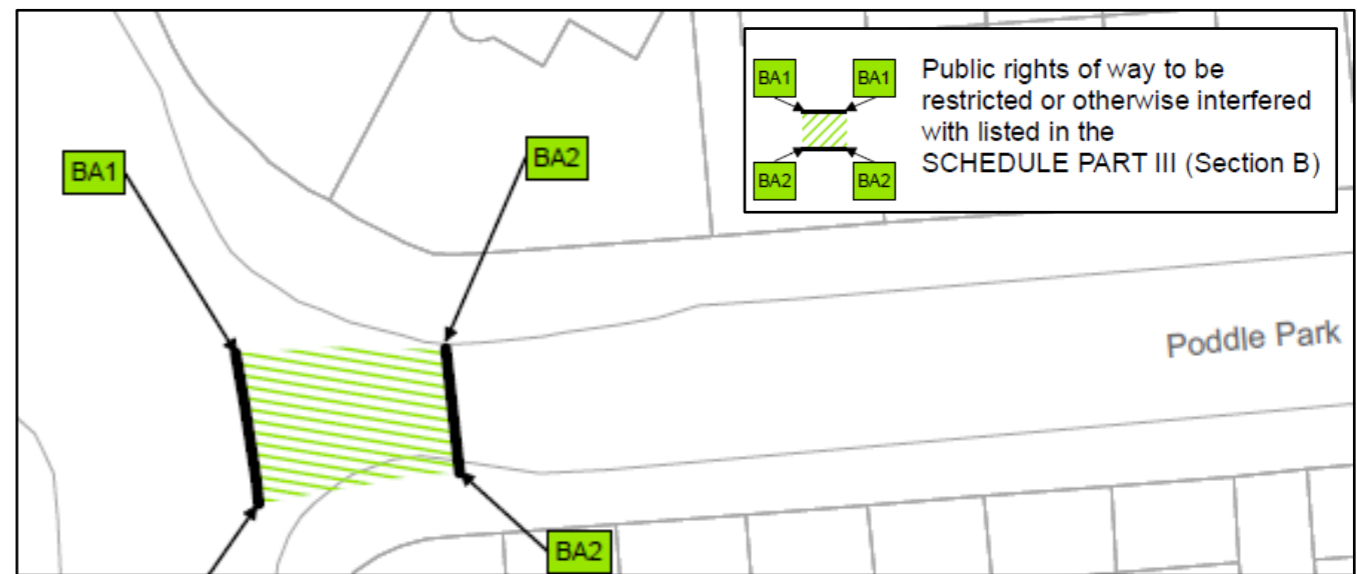 BA1
BA2
BA1 BA1
BA2 BA2
Public rights of way to be
restricted or otherwise interfered
with listed in the
SCHEDULE PART III (Section B)
Poddle Park
BA2